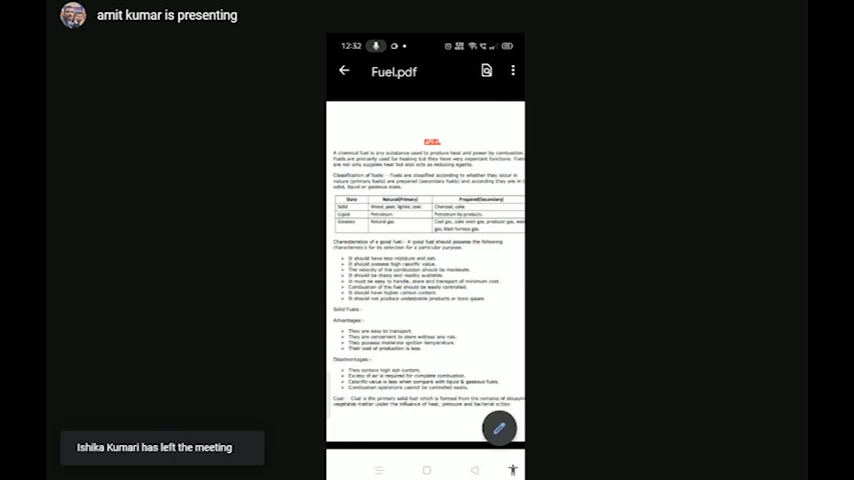 amit kumar is presenting
12:32
Fuel.pdf
FUEL
A chemical fuel is any substance used to produce heat and power by combustion.
Fuels are primarily used for heating but they have very important functions. Fuels
are not only supplies heat but also acts as reducing agents.
Classification of fuels: - Fuels are classified according to whether they occur in
nature (primary fuels) are prepared (secondary fuels) and according they are in
solid, liquid or gaseous state.
State Natural(Primary) Prepared(Secondary)
Solid Wood, peat, lignite, coal. Charcoal, coke.
Liquid Petroleum Petroleum by products.
Gaseous Natural gas. Coal gas, coke oven gas, producer gas,
gas, blast furnace gas.
Characteristics of a good fuel:- A good fuel should possess the following
characteristics for its selection for a particular purpose.
➢ It should have less moisture and ash.
➢ It should possess high calorific value.
➢ The velocity of the combustion should be moderate.
➢ It should be cheap and readily available.
➢ It must be easy to handle, store and transport of minimum cost.
➢ Combustion of the fuel should be easily controlled.
➢ It should have higher carbon content.
➢ It should not produce undesirable products or toxic gases.
Solid Fuels:-
Advantages:-
➢ They are easy to transport.
➢ They are convenient to store without any risk.
➢ They possess moderate ignition temperature.
➢ Their cost of production is less.
Disadvantages:-
➢ They contain high ash content.
➢ Excess of air is required for complete combustion.
➢ Calorific value is less when compare with liquid & gaseous fuels.
➢ Combustion operations cannot be controlled easily.
Coal:- Coal is the primary solid fuel which is formed from the remains of
vegetable matter under the influence of heat, pressure and bacterial action
Ishika Kumari has left the meeting